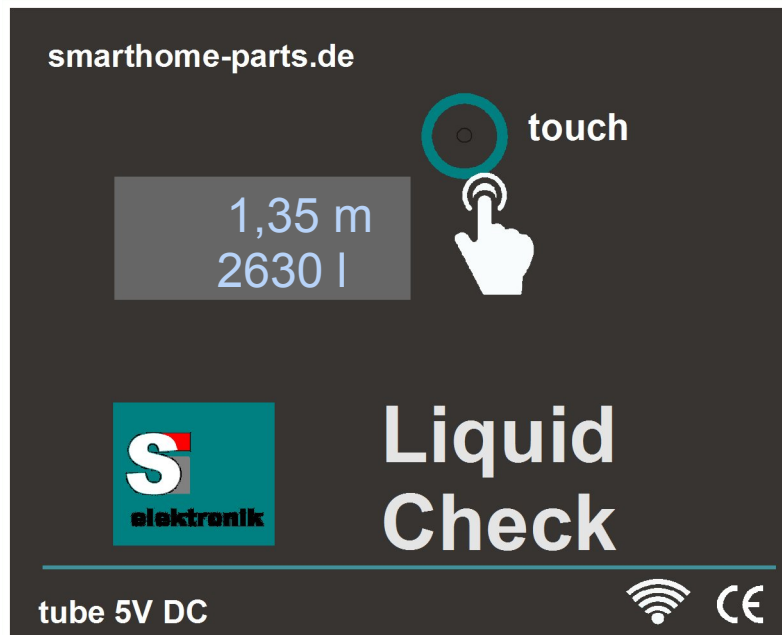 smarthome-parts.de
touch
1,35 m
2630 l
Si
elektronik
Liquid
Check
tube 5V DC
CE